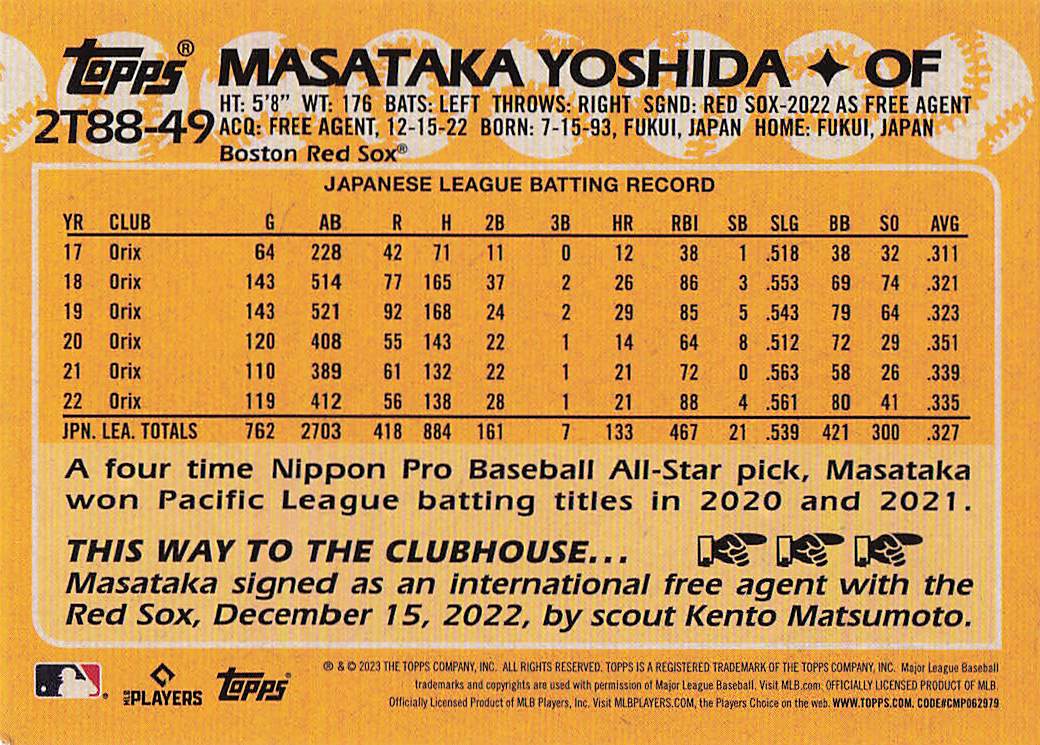 Topps® MASATAKA YOSHIDA ✦ OF
2T88-49 HT: 5'8" WT: 176 BATS: LEFT THROWS: RIGHT SGND: RED SOX-2022 AS FREE AGENT
ACQ: FREE AGENT, 12-15-22 BORN: 7-15-93, FUKUI, JAPAN HOME: FUKUI, JAPAN
Boston Red Sox®
JAPANESE LEAGUE BATTING RECORD
YR CLUB G AB R H 2B 3B HR RBI SB SLG BB SO AVG
17 Orix 64 228 42 71 11 0 12 38 1 .518 38 32 .311
18 Orix 143 514 77 165 37 2 26 86 3 .553 69 74 .321
19 Orix 143 521 92 168 24 2 29 85 5 .543 79 64 .323
20 Orix 120 408 55 143 22 1 14 64 8 .512 72 29 .351
21 Orix 110 389 61 132 22 1 21 72 0 .563 58 26 .339
22 Orix 119 412 56 138 28 1 21 88 4 .561 80 41 .335
JPN. LEA. TOTALS 762 2703 418 884 161 7 133 467 21 .539 421 300 .327
A four time Nippon Pro Baseball All-Star pick, Masataka
won Pacific League batting titles in 2020 and 2021.
THIS WAY TO THE CLUBHOUSE...
Masataka signed as an international free agent with the
Red Sox, December 15, 2022, by scout Kento Matsumoto.
MLB PLAYERS Topps
® & © 2023 THE TOPPS COMPANY, INC. ALL RIGHTS RESERVED. TOPPS IS A REGISTERED TRADEMARK OF THE TOPPS COMPANY, INC. Major League Baseball
trademarks and copyrights are used with permission of Major League Baseball. Visit MLB.com. OFFICIALLY LICENSED PRODUCT OF MLB.
Officially Licensed Product of MLB Players, Inc. Visit MLBPLAYERS.COM, the Players Choice on the web. WWW.TOPPS.COM. CODE#CMP062979